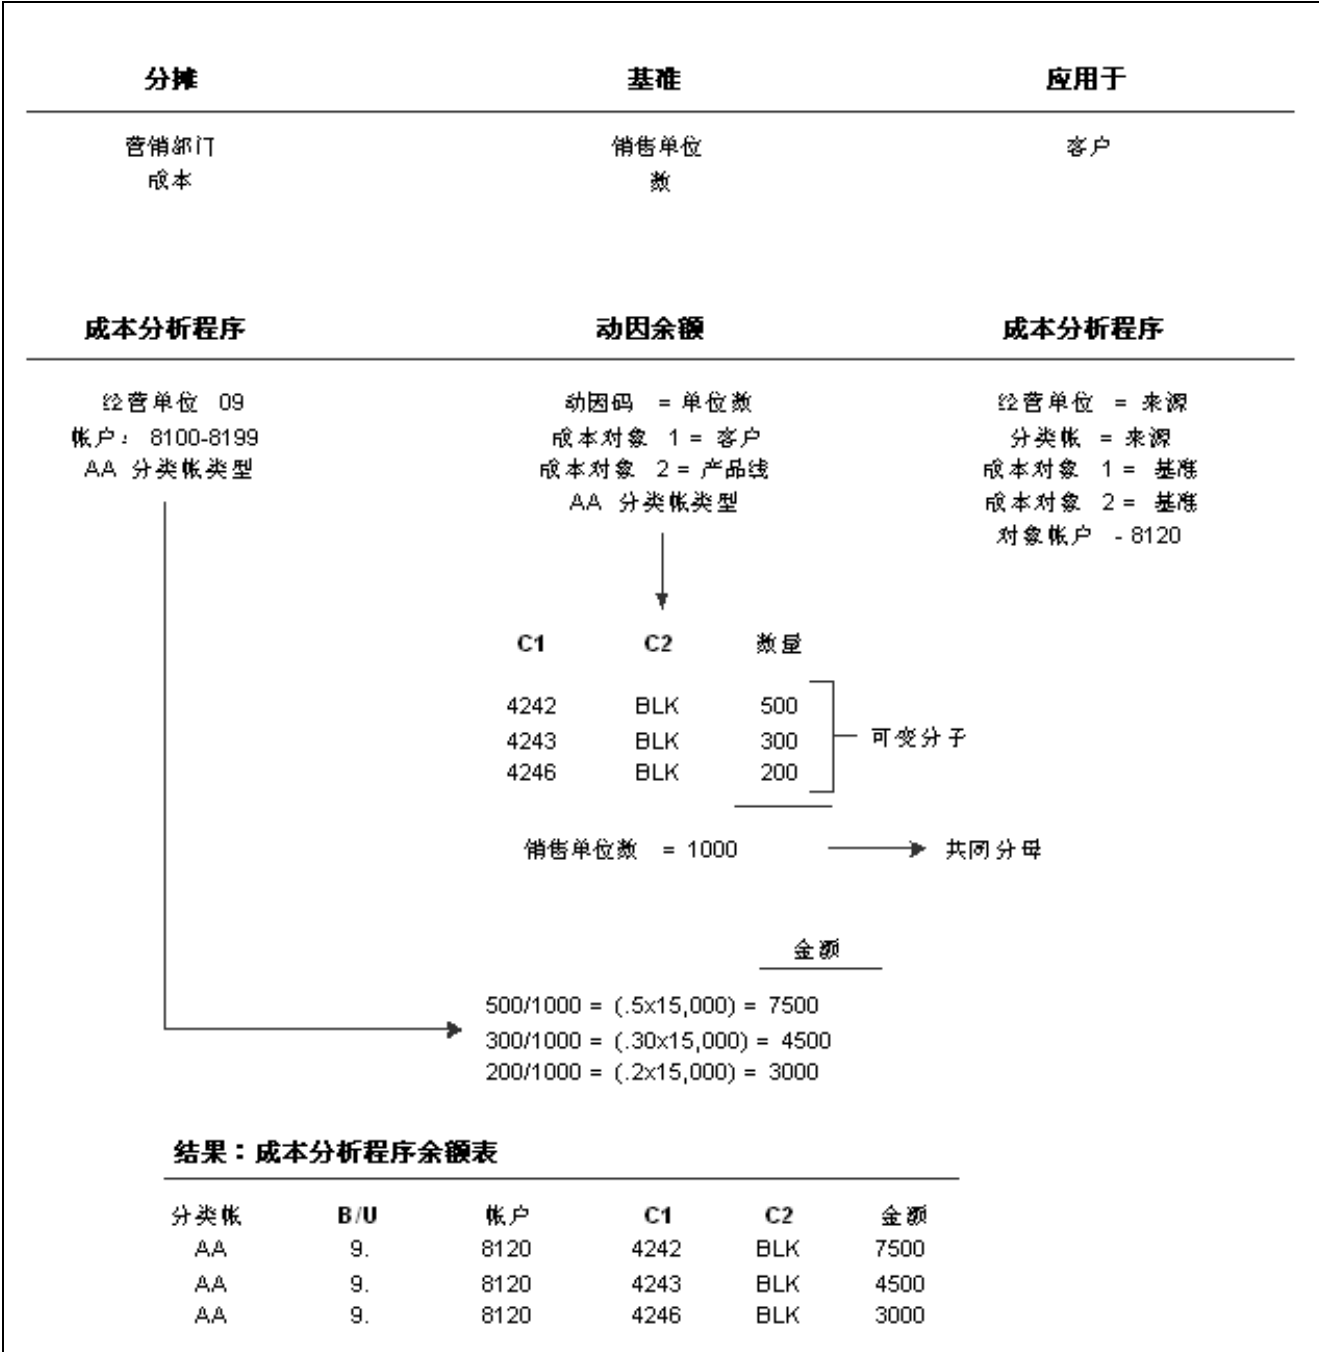 分摊 基准 应用于
营销部门 销售单位 客户
成本 数
成本分析程序 动因余额 成本分析程序
经营单位 09 动因码 = 单位数 经营单位 = 来源
帐户: 8100-8199 成本对象 1 = 客户 分类帐 = 来源
AA 分类帐类型 成本对象 2 = 产品线 成本对象 1 = 基准
AA 分类帐类型 成本对象 2 = 基准
对象帐户 - 8120
C1 C2 数量
4242 BLK 500
4243 BLK 300 可变分子
4246 BLK 200
销售单位数 = 1000 共同分母
金额
500/1000 = (.5x15,000) = 7500
300/1000 = (.30x15,000) = 4500
200/1000 = (.2x15,000) = 3000
结果：成本分析程序余额表
分类帐 B/U 帐户 C1 C2 金额
AA 9. 8120 4242 BLK 7500
AA 9. 8120 4243 BLK 4500
AA 9. 8120 4246 BLK 3000